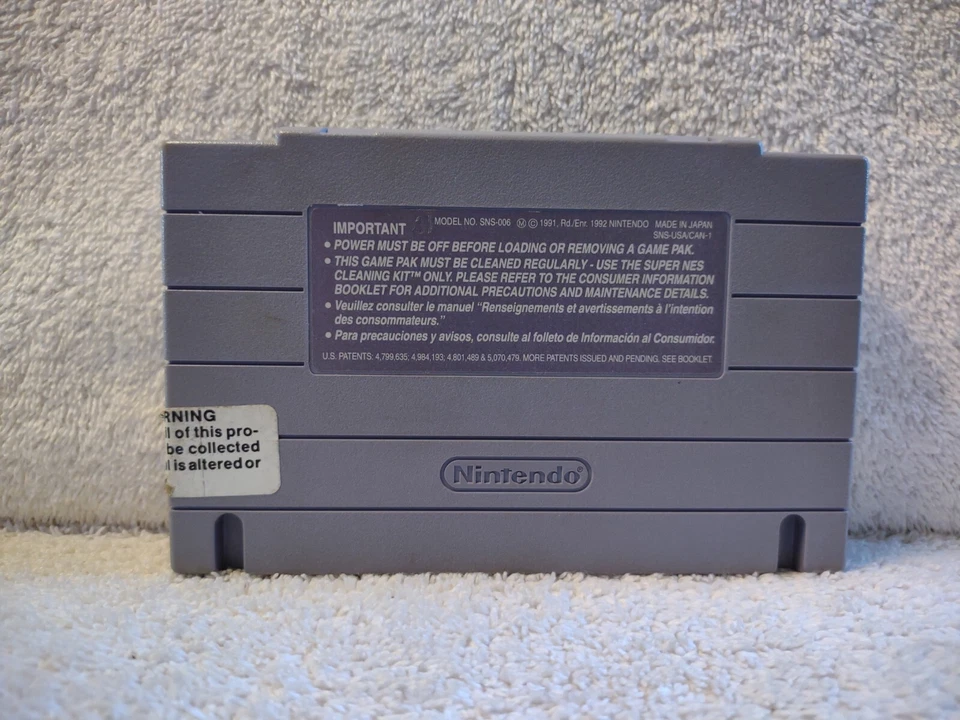 IMPORTANT MODEL NO. SNS-006 Ⓜ © 1991, Rd./Enr. 1992 NINTENDO MADE IN JAPAN
SNS-USA/CAN-1
• POWER MUST BE OFF BEFORE LOADING OR REMOVING A GAME PAK.
• THIS GAME PAK MUST BE CLEANED REGULARLY - USE THE SUPER NES
CLEANING KIT™ ONLY. PLEASE REFER TO THE CONSUMER INFORMATION
BOOKLET FOR ADDITIONAL PRECAUTIONS AND MAINTENANCE DETAILS.
• Veuillez consulter le manuel "Renseignements et avertissements à l'intention
des consommateurs."
• Para precauciones y avisos, consulte al folleto de Información al Consumidor.
U.S. PATENTS: 4,799,635; 4,984,193; 4,801,489 & 5,070,479. MORE PATENTS ISSUED AND PENDING. SEE BOOKLET.
RNING
l of this pro-
be collected
l is altered or
Nintendo®